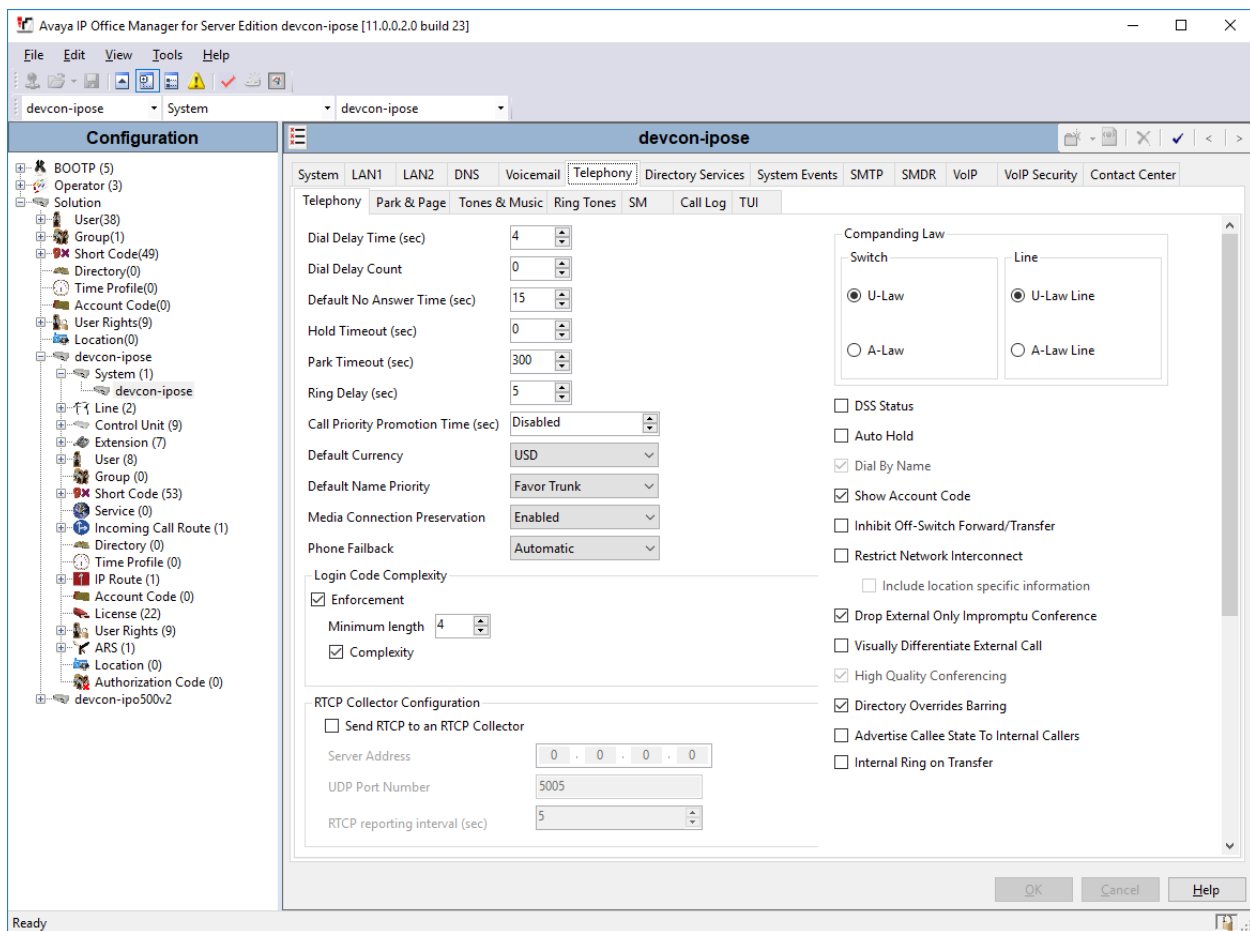 Avaya IP Office Manager for Server Edition devcon-ipose [11.0.0.2.0 build 23]
File Edit View Tools Help
devcon-ipose System devcon-ipose
Configuration
BOOTP (5)
Operator (3)
Solution
User(38)
Group(1)
Short Code(49)
Directory(0)
Time Profile(0)
Account Code(0)
User Rights(9)
Location(0)
devcon-ipose
System (1)
devcon-ipose
Line (2)
Control Unit (9)
Extension (7)
User (8)
Group (0)
Short Code (53)
Service (0)
Incoming Call Route (1)
Directory (0)
Time Profile (0)
IP Route (1)
Account Code (0)
License (22)
User Rights (9)
ARS (1)
Location (0)
Authorization Code (0)
devcon-ipo500v2
devcon-ipose
System LAN1 LAN2 DNS Voicemail Telephony Directory Services System Events SMTP SMDR VoIP VoIP Security Contact Center
Telephony Park & Page Tones & Music Ring Tones SM Call Log TUI
Dial Delay Time (sec) 4
Dial Delay Count 0
Default No Answer Time (sec) 15
Hold Timeout (sec) 0
Park Timeout (sec) 300
Ring Delay (sec) 5
Call Priority Promotion Time (sec) Disabled
Default Currency USD
Default Name Priority Favor Trunk
Media Connection Preservation Enabled
Phone Failback Automatic
Login Code Complexity
Enforcement
Minimum length 4
Complexity
RTCP Collector Configuration
Send RTCP to an RTCP Collector
Server Address 0 . 0 . 0 . 0
UDP Port Number 5005
RTCP reporting interval (sec) 5
Companding Law
Switch Line
U-Law U-Law Line
A-Law A-Law Line
DSS Status
Auto Hold
Dial By Name
Show Account Code
Inhibit Off-Switch Forward/Transfer
Restrict Network Interconnect
Include location specific information
Drop External Only Impromptu Conference
Visually Differentiate External Call
High Quality Conferencing
Directory Overrides Barring
Advertise Callee State To Internal Callers
Internal Ring on Transfer
OK Cancel Help
Ready